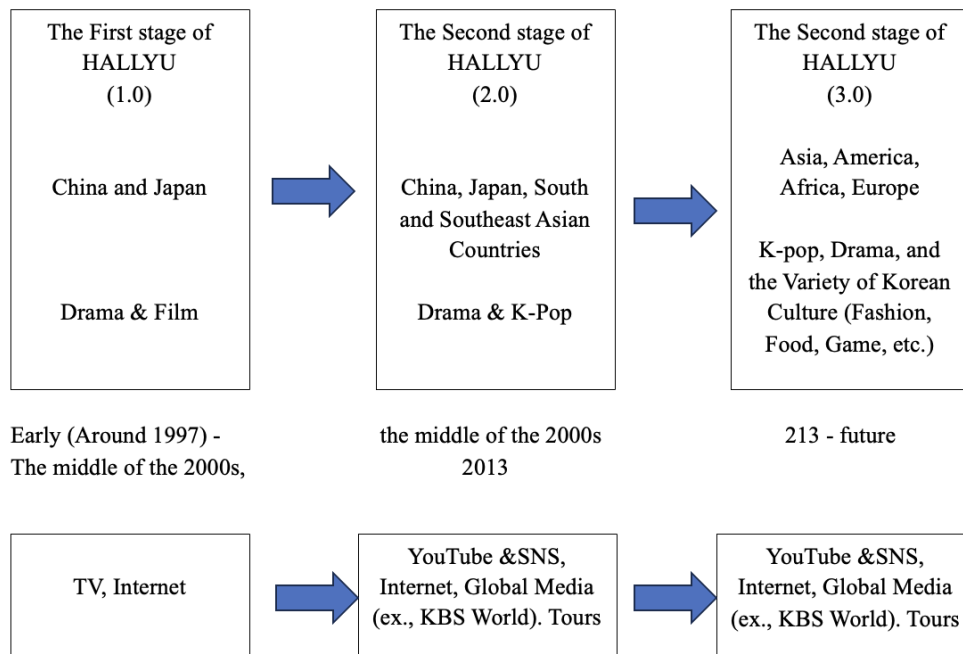 The First stage of
HALLYU
(1.0)
China and Japan
Drama & Film
The Second stage of
HALLYU
(2.0)
China, Japan, South
and Southeast Asian
Countries
Drama & K-Pop
The Second stage of
HALLYU
(3.0)
Asia, America,
Africa, Europe
K-pop, Drama, and
the Variety of Korean
Culture (Fashion,
Food, Game, etc.)
Early (Around 1997) -
The middle of the 2000s,
the middle of the 2000s
2013
213 - future
TV, Internet
YouTube &SNS,
Internet, Global Media
(ex., KBS World). Tours
YouTube &SNS,
Internet, Global Media
(ex., KBS World). Tours